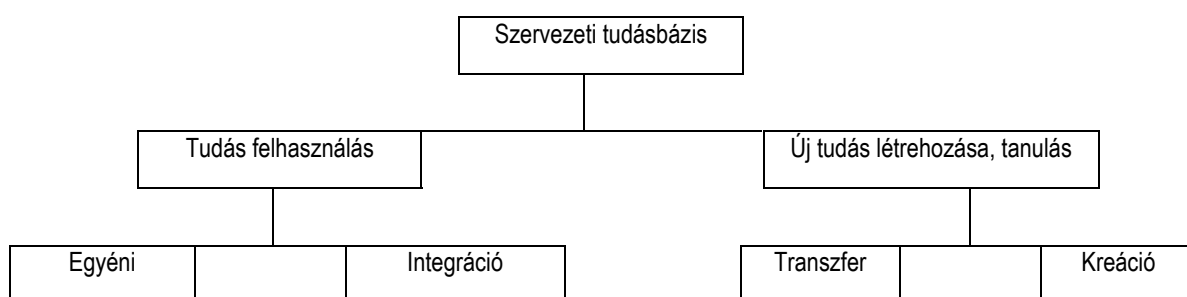 Szervezeti tudásbázis
Tudás felhasználás
Új tudás létrehozása, tanulás
Egyéni
Integráció
Transzfer
Kreáció